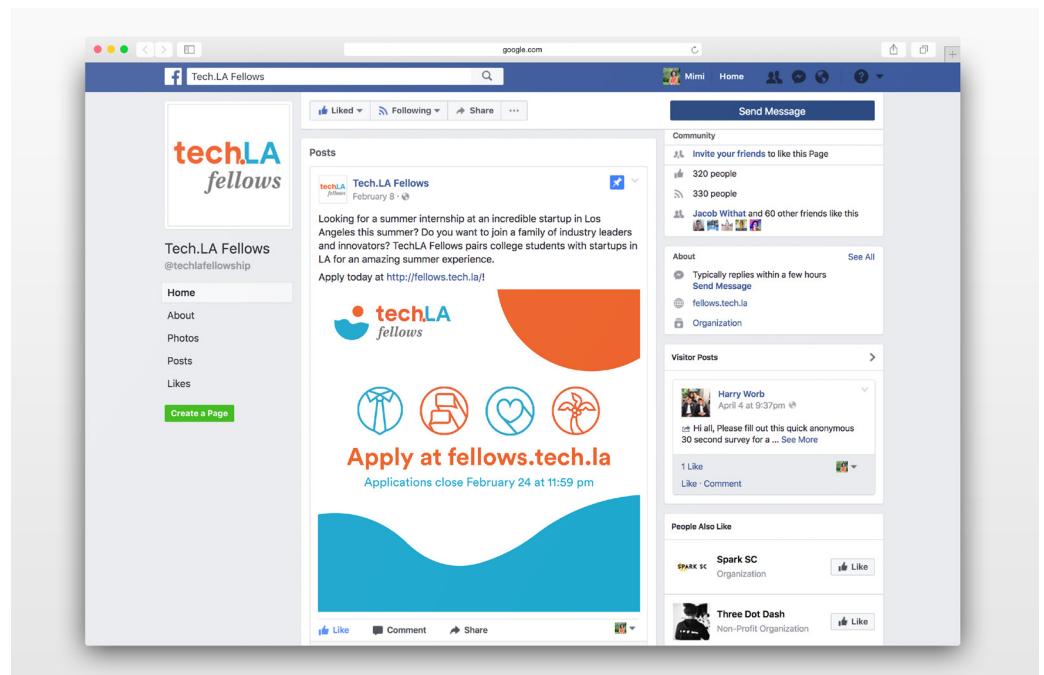 google.com
Tech.LA Fellows
Mimi Home
tech.LA
fellows
Tech.LA Fellows
@techlafellowship
Home
About
Photos
Posts
Likes
Create a Page
Liked Following Share
Posts
tech.LA
fellows
Tech.LA Fellows
February 8 ·
Looking for a summer internship at an incredible startup in Los
Angeles this summer? Do you want to join a family of industry leaders
and innovators? TechLA Fellows pairs college students with startups in
LA for an amazing summer experience.
Apply today at http://fellows.tech.la/!
tech.LA
fellows
Apply at fellows.tech.la
Applications close February 24 at 11:59 pm
Like Comment Share
Send Message
Community
Invite your friends to like this Page
320 people
330 people
Jacob Withat and 60 other friends like this
About See All
Typically replies within a few hours
Send Message
fellows.tech.la
Organization
Visitor Posts
Harry Worb
April 4 at 9:37pm
Hi all, Please fill out this quick anonymous
30 second survey for a ... See More
1 Like
Like · Comment
People Also Like
SPARK SC
Spark SC
Organization
Like
Three Dot Dash
Non-Profit Organization
Like